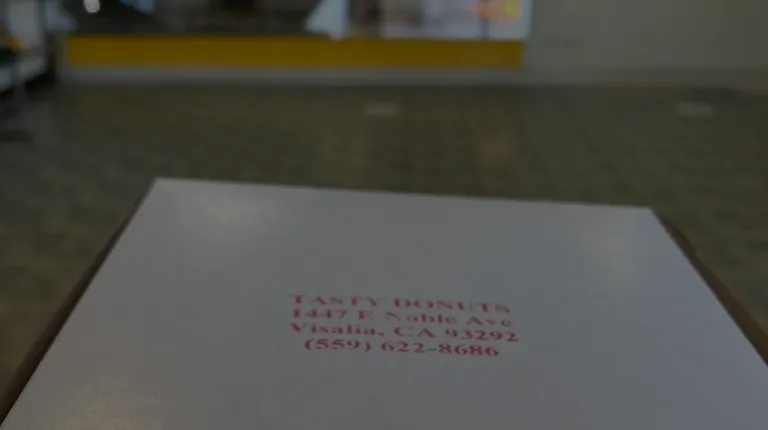 TASTY DONUTS
1447 E Noble Ave
Visalia, CA 93292
(559) 622-8686